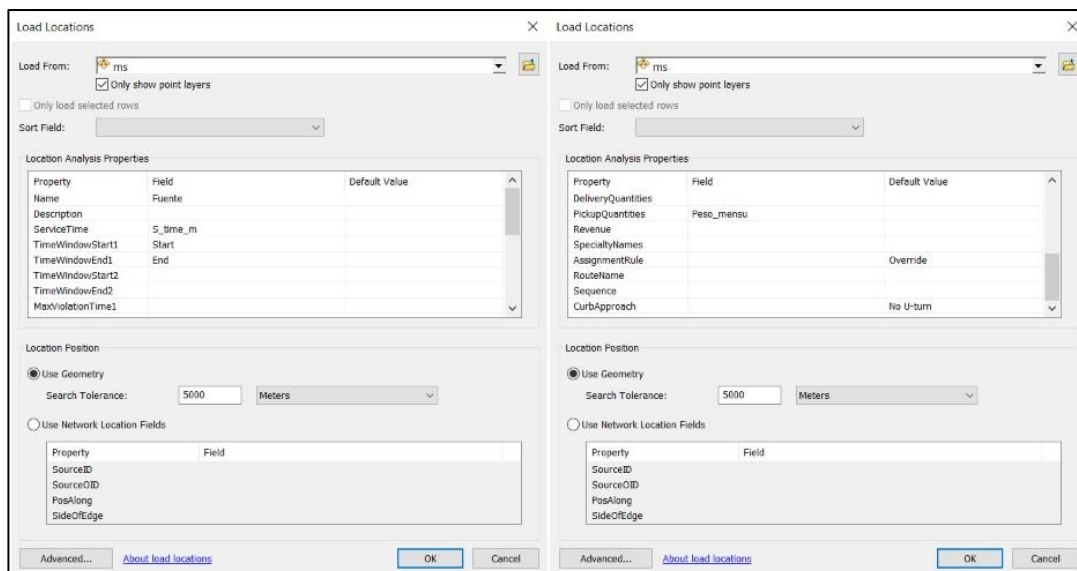 Load Locations
Load From: ms
Only show point layers
Only load selected rows
Sort Field:
Location Analysis Properties
Property Field Default Value
Name Fuente
Description
ServiceTime S_time_m
TimeWindowStart1 Start
TimeWindowEnd1 End
TimeWindowStart2
TimeWindowEnd2
MaxViolationTime1
Location Position
Use Geometry
Search Tolerance: 5000 Meters
Use Network Location Fields
Property Field
SourceID
SourceOID
PosAlong
SideOfEdge
Advanced... About load locations OK Cancel
Load Locations
Load From: ms
Only show point layers
Only load selected rows
Sort Field:
Location Analysis Properties
Property Field Default Value
DeliveryQuantities
PickupQuantities Peso_mensu
Revenue
SpecialtyNames
AssignmentRule Override
RouteName
Sequence
CurbApproach No U-turn
Location Position
Use Geometry
Search Tolerance: 5000 Meters
Use Network Location Fields
Property Field
SourceID
SourceOID
PosAlong
SideOfEdge
Advanced... About load locations OK Cancel